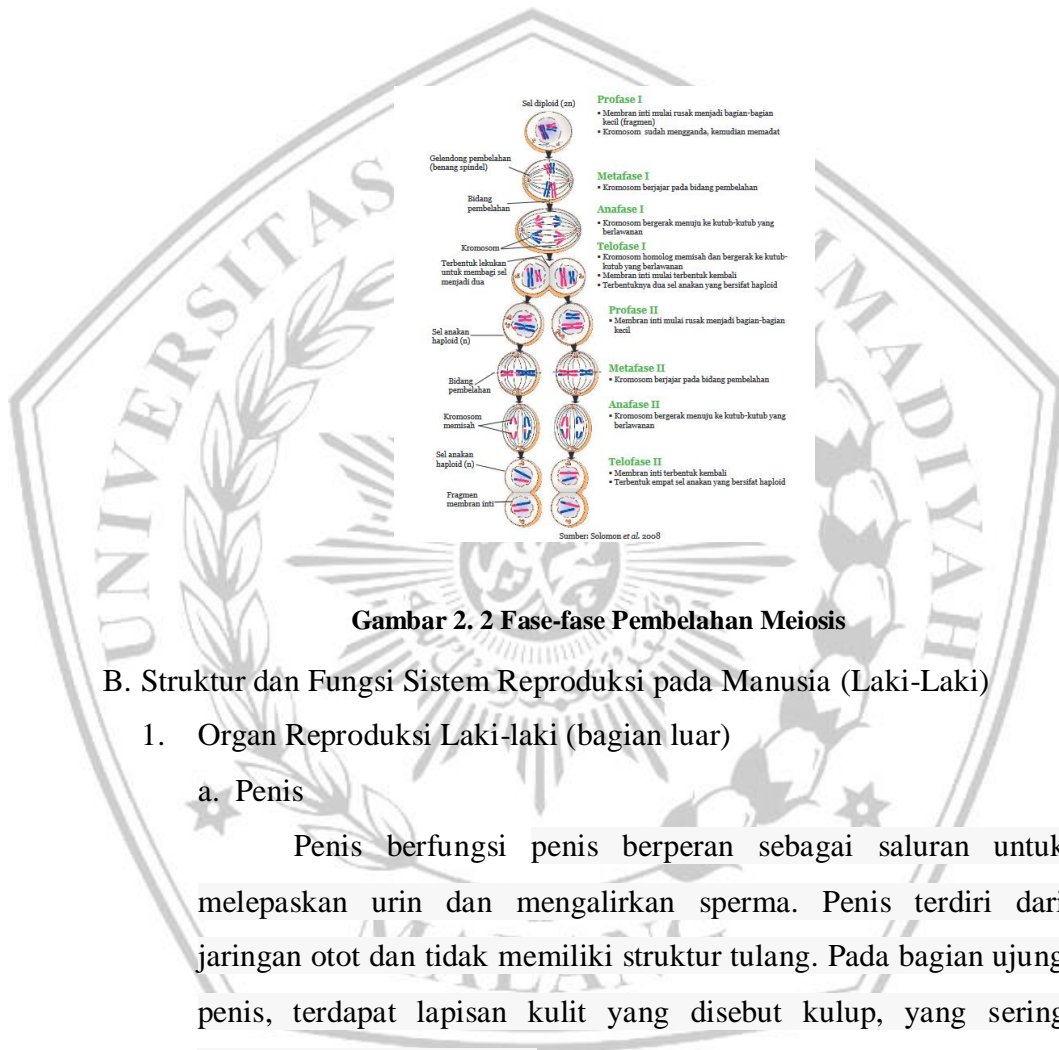 UNIVERSITAS MUHAMMADIYAH
MALANG
Sel diploid (2n)
Profase I
• Membran inti mulai rusak menjadi bagian-bagian
kecil (fragmen)
• Kromosom sudah mengganda, kemudian memadat
Gelendong pembelahan
(benang spindel)
Metafase I
• Kromosom berjajar pada bidang pembelahan
Bidang
pembelahan
Anafase I
• Kromosom bergerak menuju ke kutub-kutub yang
berlawanan
Kromosom
Telofase I
• Kromosom homolog memisah dan bergerak ke kutub-
kutub yang berlawanan
• Membran inti mulai terbentuk kembali
• Terbentuknya dua sel anakan yang bersifat haploid
Terbentuk lekukan
untuk membagi sel
menjadi dua
Profase II
• Membran inti mulai rusak menjadi bagian-bagian
kecil
Sel anakan
haploid (n)
Metafase II
• Kromosom berjajar pada bidang pembelahan
Bidang
pembelahan
Anafase II
• Kromosom bergerak menuju ke kutub-kutub yang
berlawanan
Kromosom
memisah
Sel anakan
haploid (n)
Telofase II
• Membran inti terbentuk kembali
• Terbentuk empat sel anakan yang bersifat haploid
Fragmen
membran inti
Sumber: Solomon et al. 2008
Gambar 2. 2 Fase-fase Pembelahan Meiosis
B. Struktur dan Fungsi Sistem Reproduksi pada Manusia (Laki-Laki)
1. Organ Reproduksi Laki-laki (bagian luar)
a. Penis
Penis berfungsi penis berperan sebagai saluran untuk
melepaskan urin dan mengalirkan sperma. Penis terdiri dari
jaringan otot dan tidak memiliki struktur tulang. Pada bagian ujung
penis, terdapat lapisan kulit yang disebut kulup, yang sering